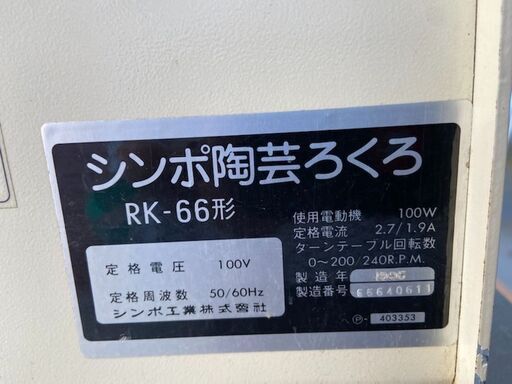 シンポ陶芸ろくろ
RK-66形
定格電圧 100V
定格周波数 50/60Hz
シンポ工業株式会社
使用電動機 100W
定格電流 2.7/1.9A
ターンテーブル回転数
0～200/240R.P.M.
製造年
製造番号
Ⓟ- 403353